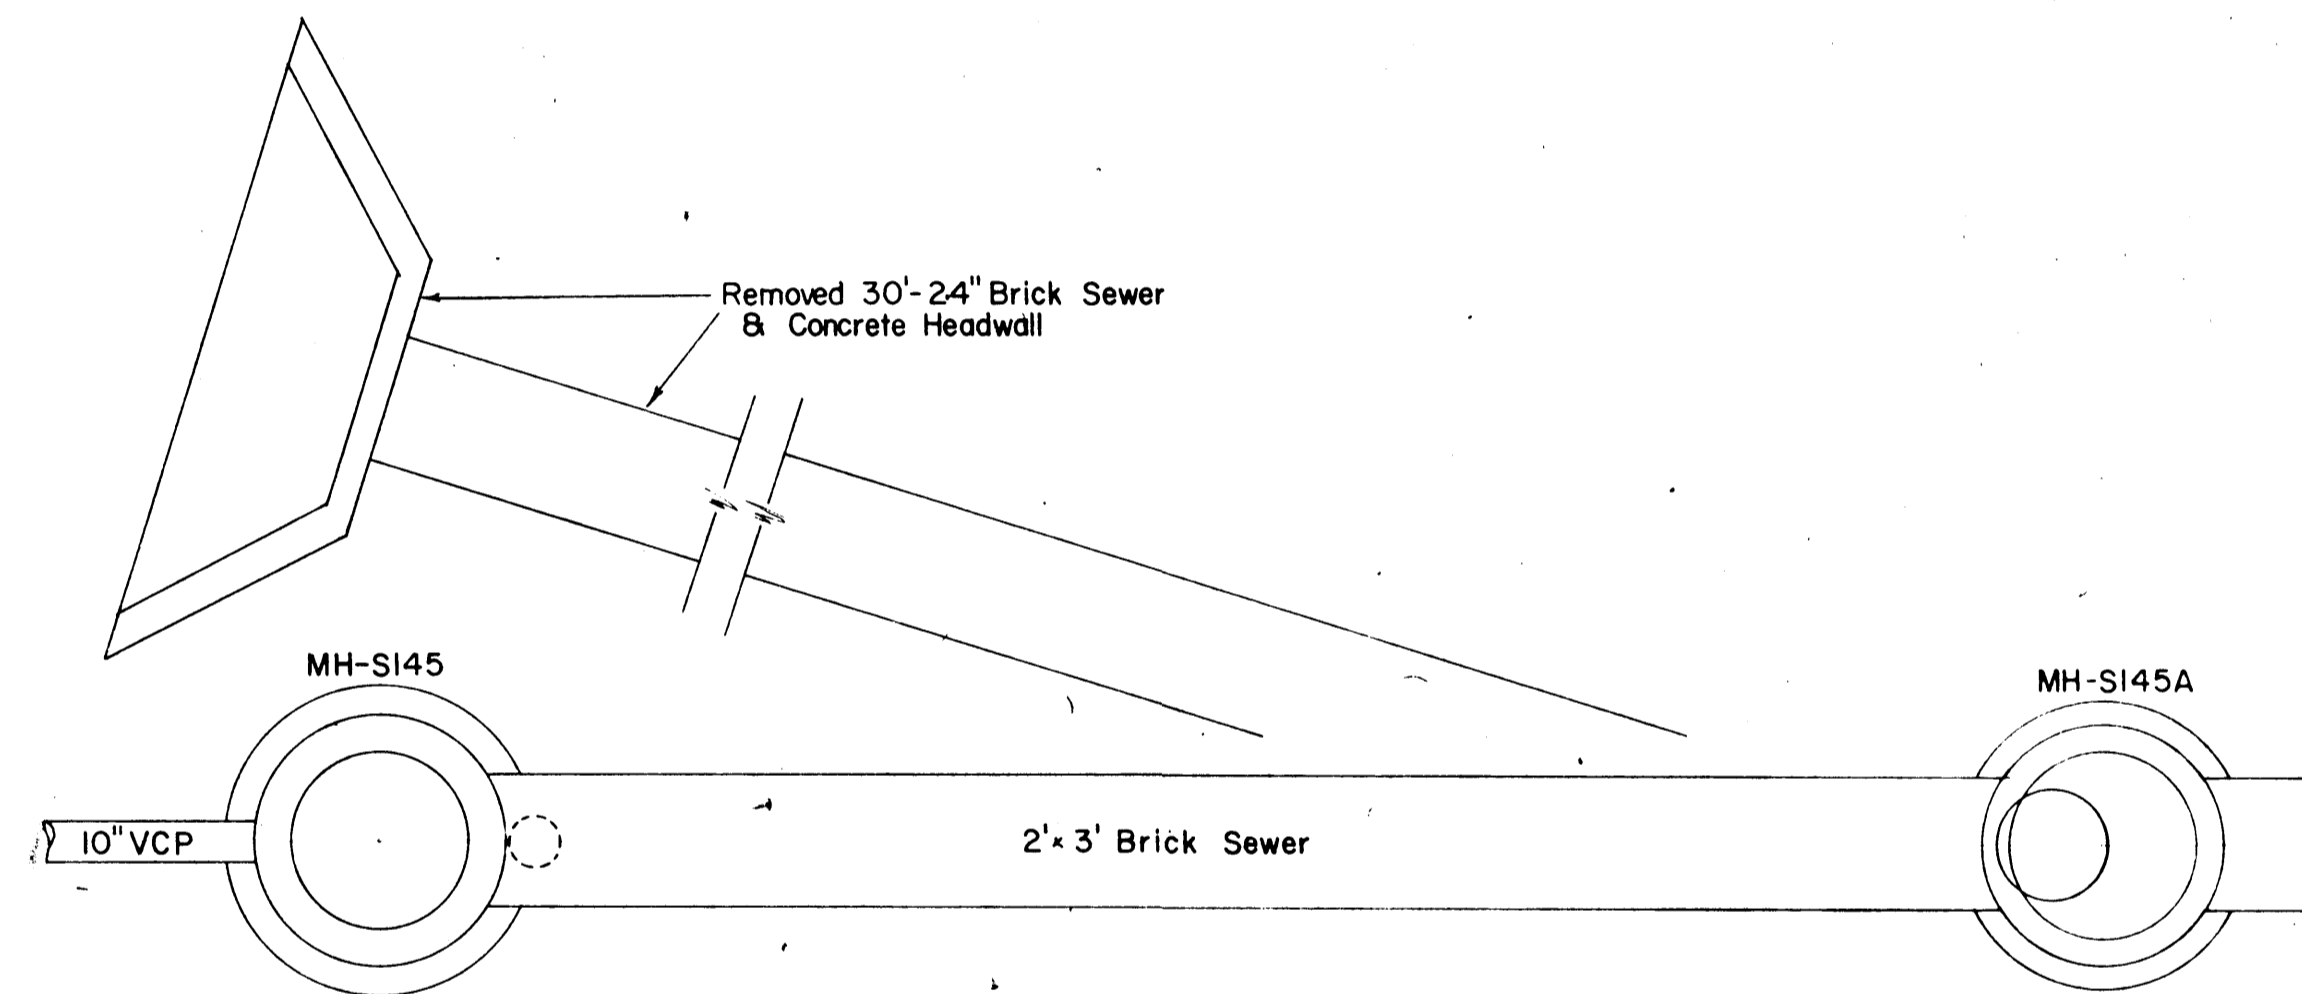 Removed 30'-24" Brick Sewer
& Concrete Headwall
MH-S145
MH-S145A
10" VCP
2'x 3' Brick Sewer